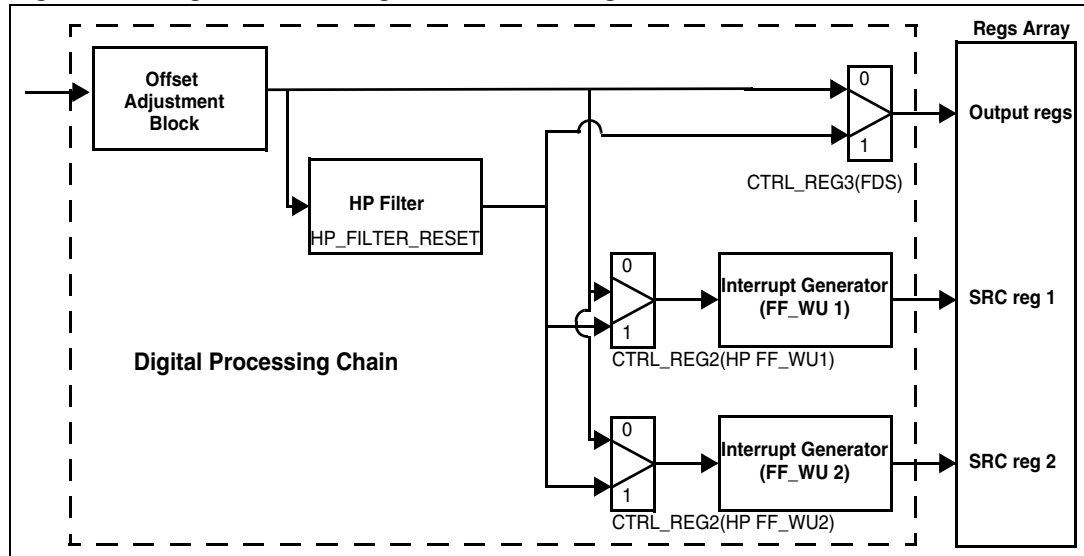 Regs Array
Offset
Adjustment
Block
0
1
Output regs
CTRL_REG3(FDS)
HP Filter
HP_FILTER_RESET
0
1
Interrupt Generator
(FF_WU 1)
SRC reg 1
CTRL_REG2(HP FF_WU1)
Digital Processing Chain
0
1
Interrupt Generator
(FF_WU 2)
SRC reg 2
CTRL_REG2(HP FF_WU2)